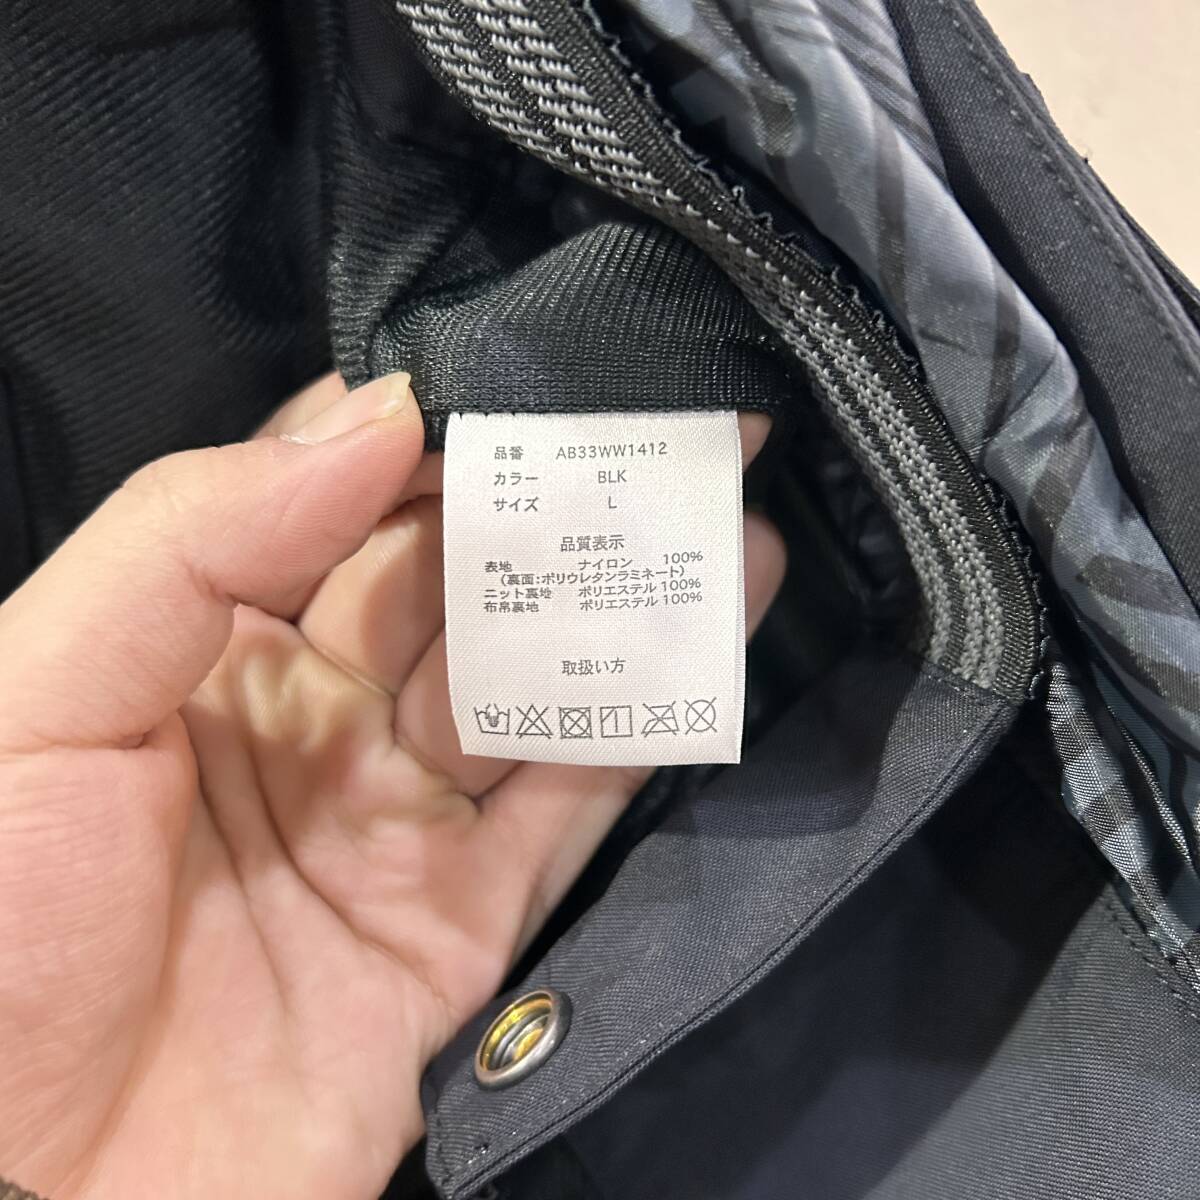 品番 AB33WW1412
カラー BLK
サイズ L
品質表示
表地 ナイロン 100%
（裏面:ポリウレタンラミネート）
ニット裏地 ポリエステル 100%
布帛裏地 ポリエステル 100%
取扱い方